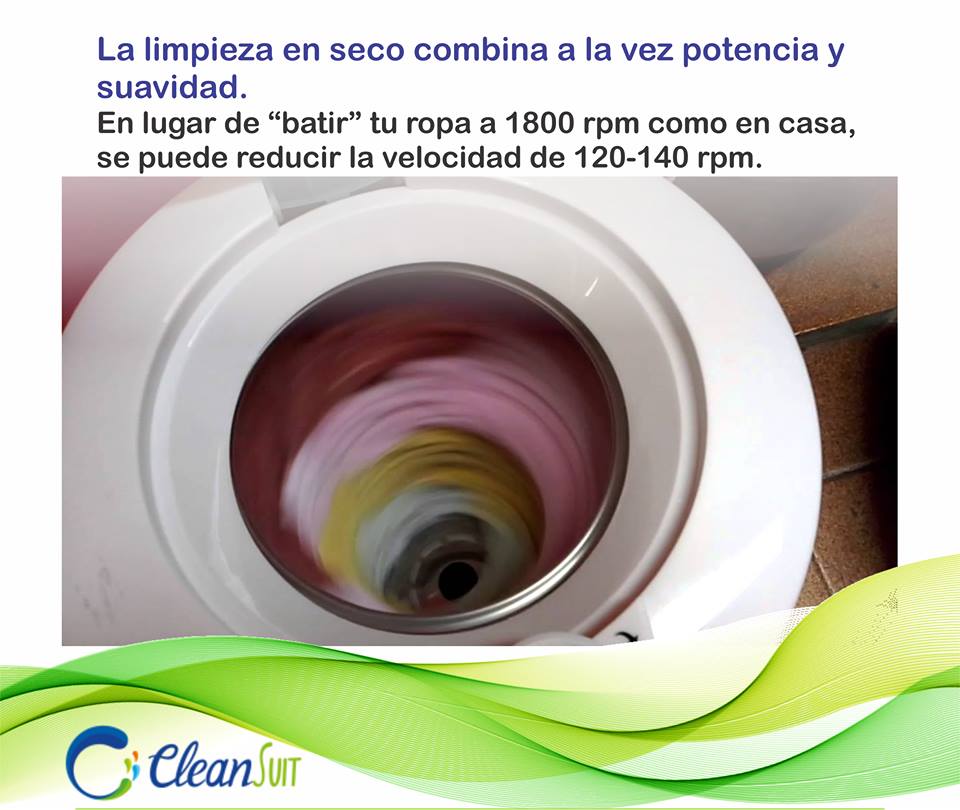 La limpieza en seco combina a la vez potencia y
suavidad.
En lugar de “batir” tu ropa a 1800 rpm como en casa,
se puede reducir la velocidad de 120-140 rpm.
CleanSuit